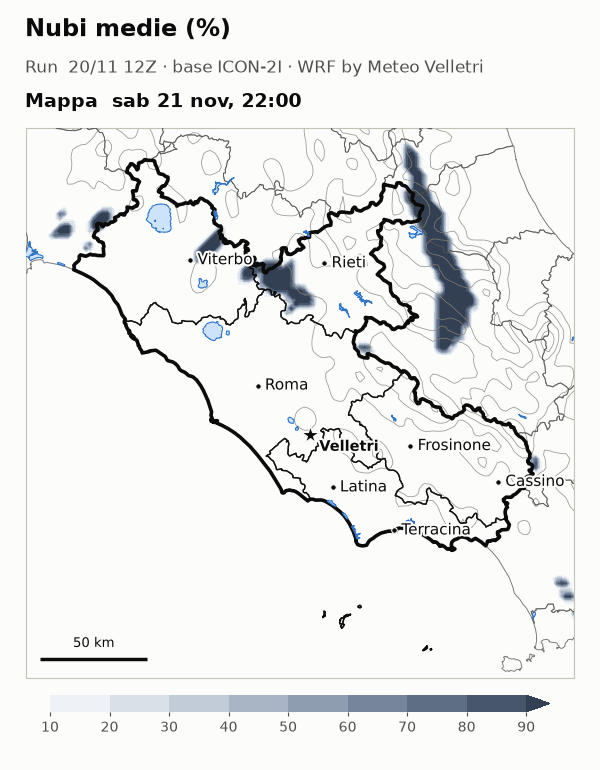 Nubi medie (%)
Run  20/11 12Z · base ICON-2I · WRF by Meteo Velletri
Mappa  sab 21 nov, 22:00
Viterbo
Rieti
Roma
Velletri
Frosinone
Cassino
Latina
Terracina
50 km
10 20 30 40 50 60 70 80 90